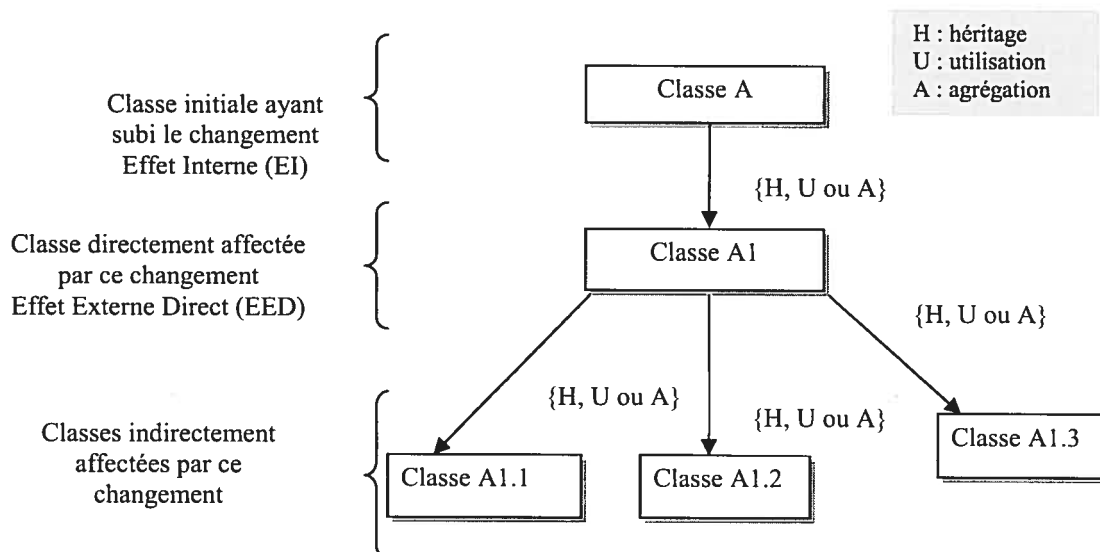 H : héritage
U : utilisation
A : agrégation
Classe A
Classe initiale ayant
subi le changement
Effet Interne (EI)
{H, U ou A}
Classe directement affectée
par ce changement
Effet Externe Direct (EED)
Classe A1
{H, U ou A}
{H, U ou A}
{H, U ou A}
Classes indirectement
affectées par ce
changement
Classe A1.1
Classe A1.2
Classe A1.3